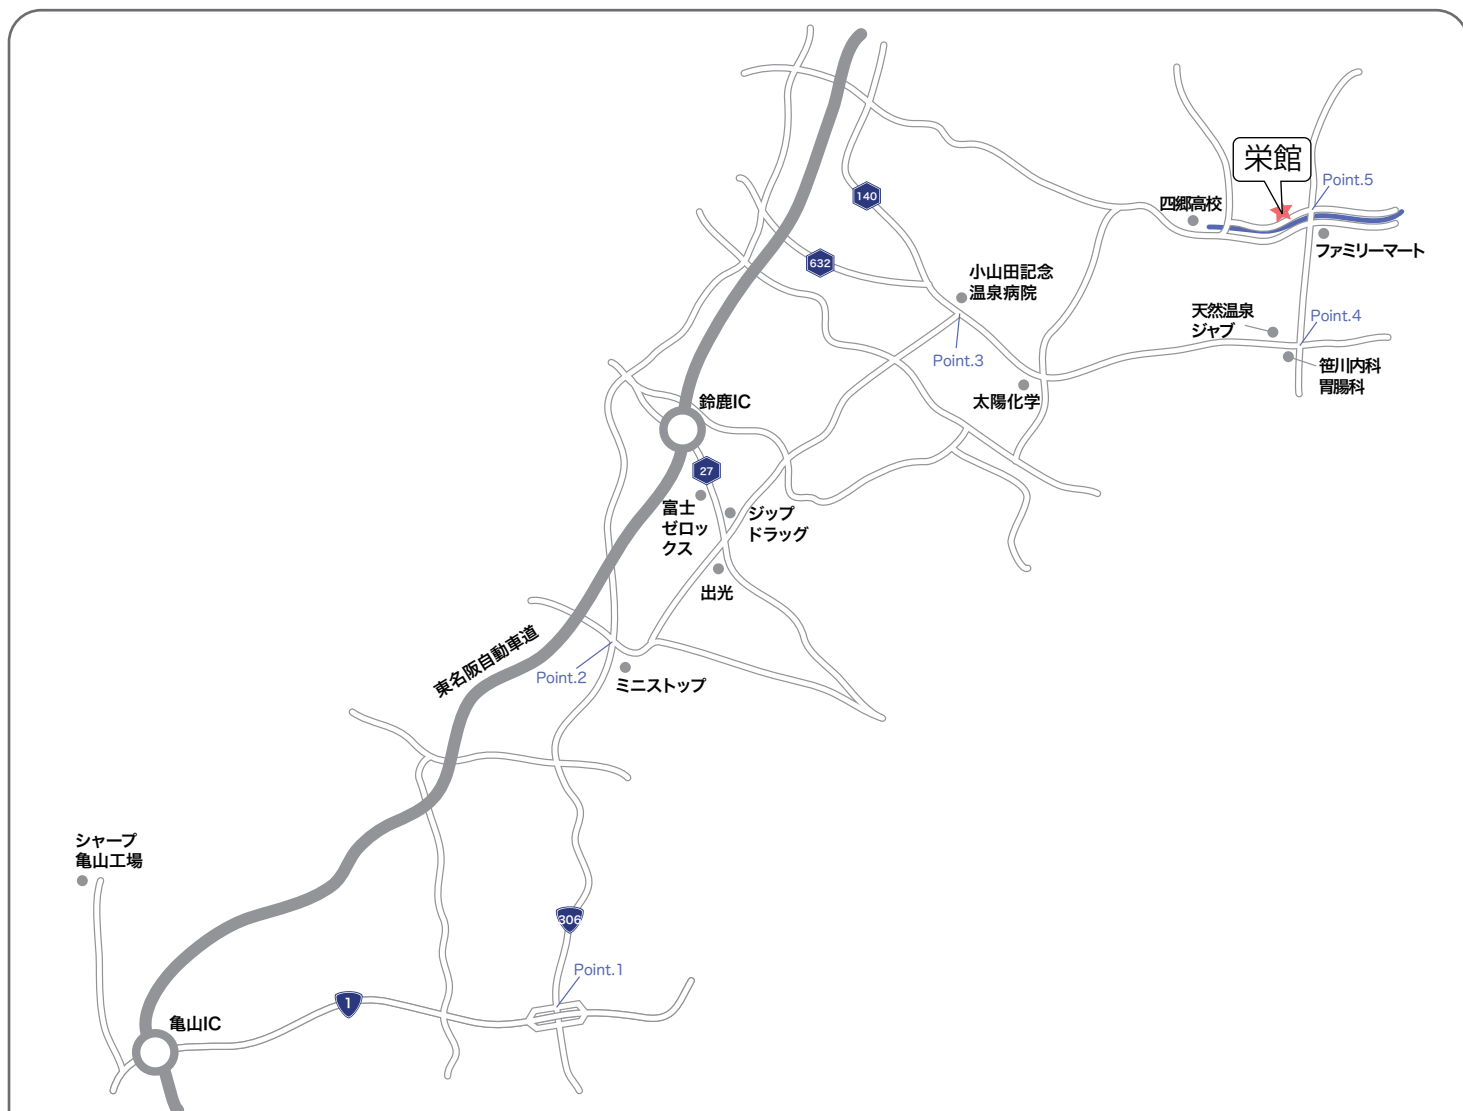 栄館
Point.5
140
四郷高校
ファミリーマート
632
小山田記念
温泉病院
天然温泉
ジャブ
Point.4
Point.3
笹川内科
胃腸科
鈴鹿IC
太陽化学
27
富士
ゼロッ
クス
ジップ
ドラッグ
出光
東名阪自動車道
Point.2
ミニストップ
シャープ
亀山工場
306
Point.1
1
亀山IC